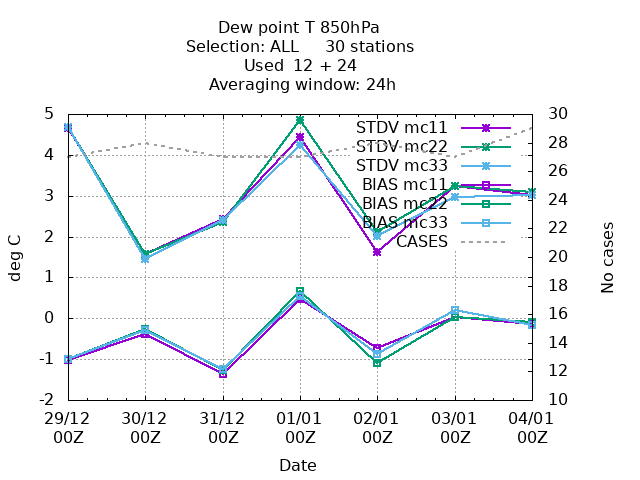 Dew point T 850hPa
Selection: ALL 30 stations
Used 12 + 24
Averaging window: 24h
5
4
3
2
1
0
-1
-2
deg C
30
28
26
24
22
20
18
16
14
12
10
No cases
STDV mc11
STDV mc22
STDV mc33
BIAS mc11
BIAS mc22
BIAS mc33
CASES
29/12 30/12 31/12 01/01 02/01 03/01 04/01
00Z 00Z 00Z 00Z 00Z 00Z 00Z
Date